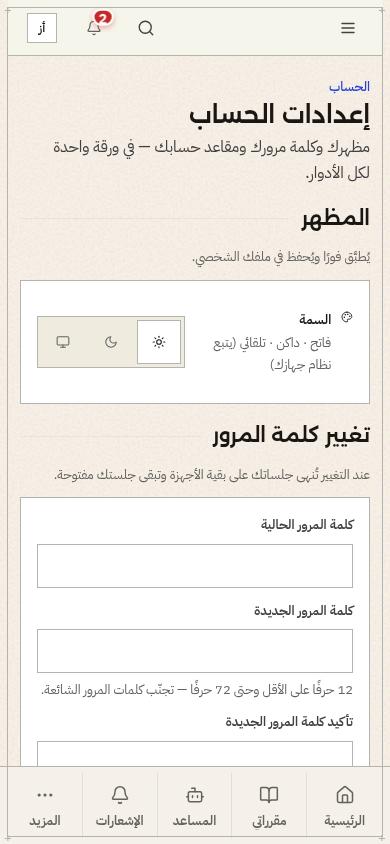 2
أز
الحساب
إعدادات الحساب
مظهرك وكلمة مرورك ومقاعد حسابك — في ورقة واحدة
لكل الأدوار.
المظهر
يُطبَّق فورًا ويُحفظ في ملفك الشخصي.
السمة
فاتح · داكن · تلقائي (يتبع
نظام جهازك)
تغيير كلمة المرور
عند التغيير تُنهى جلساتك على بقية الأجهزة وتبقى جلستك مفتوحة.
كلمة المرور الحالية
كلمة المرور الجديدة
12 حرفًا على الأقل وحتى 72 حرفًا — تجنّب كلمات المرور الشائعة.
تأكيد كلمة المرور الجديدة
الرئيسية
مقرراتي
المساعد
الإشعارات
المزيد